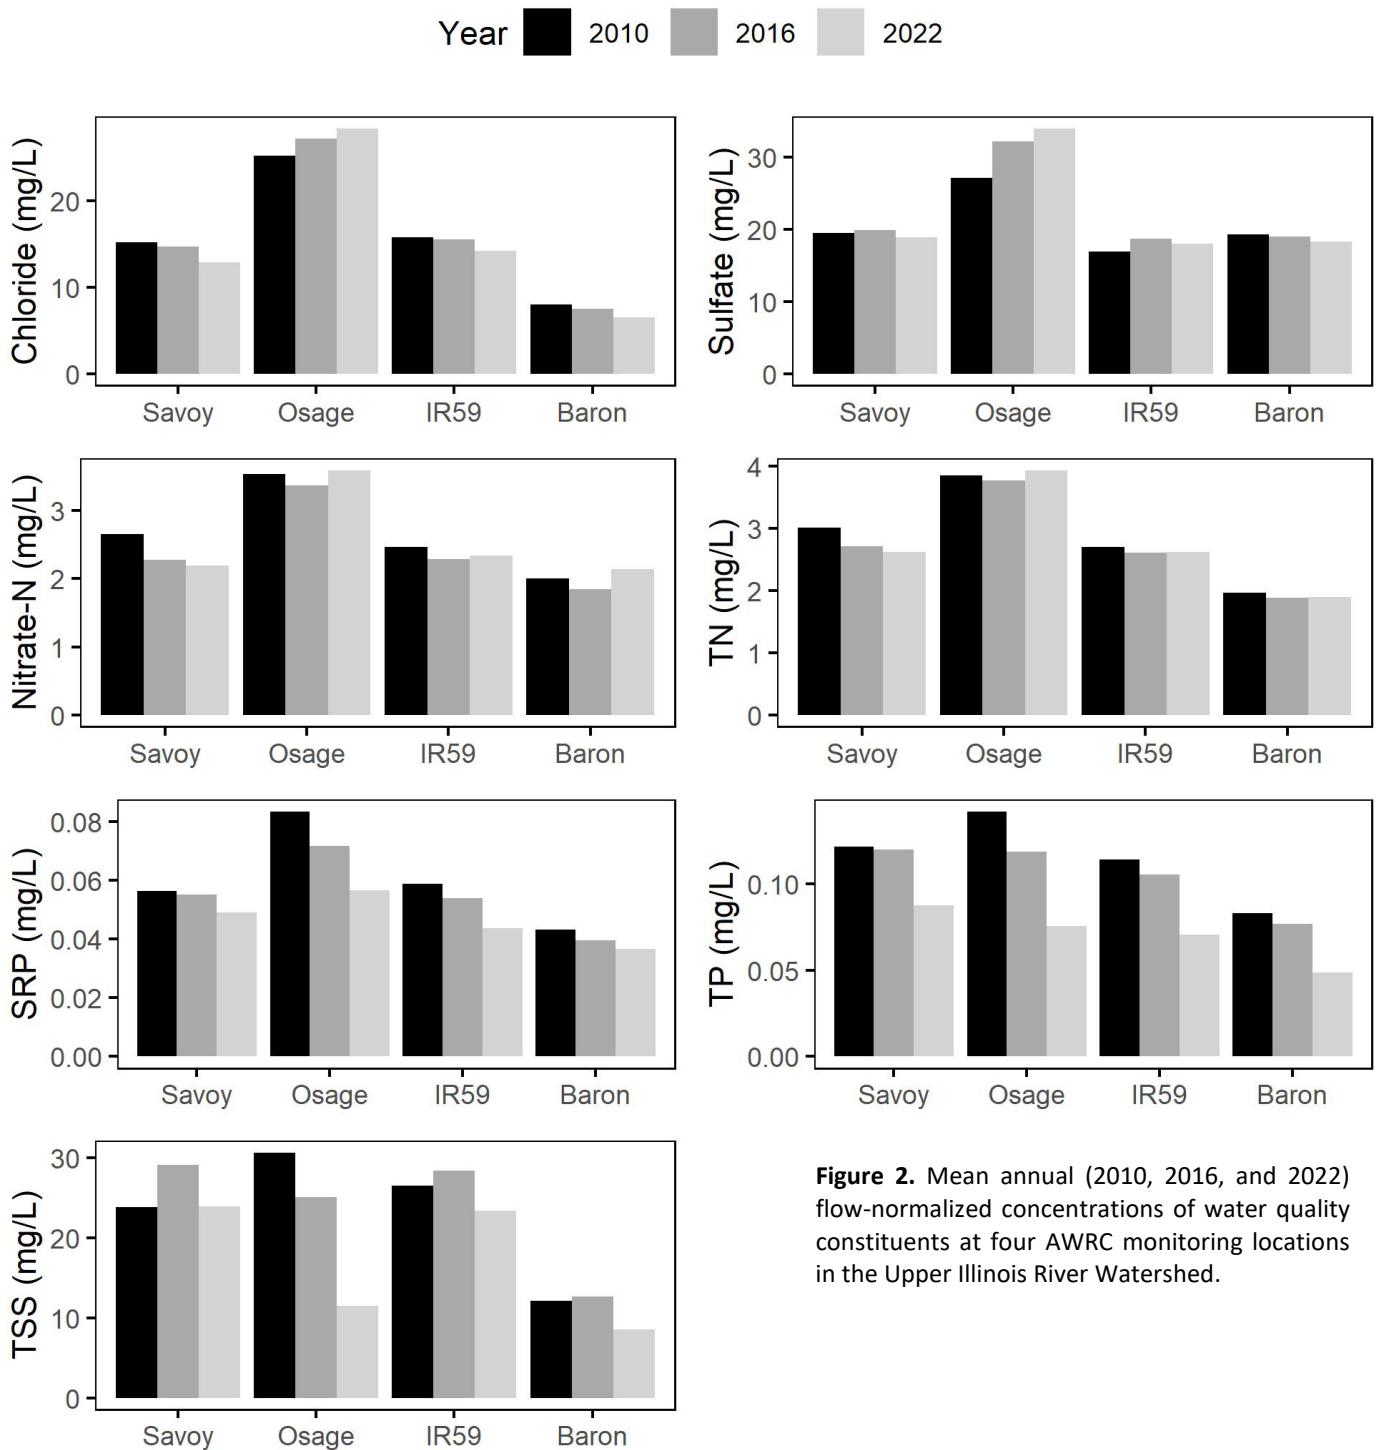 Year 2010 2016 2022
Chloride (mg/L)
20
10
0
Savoy Osage IR59 Baron
Sulfate (mg/L)
30
20
10
0
Savoy Osage IR59 Baron
Nitrate-N (mg/L)
3
2
1
0
Savoy Osage IR59 Baron
TN (mg/L)
4
3
2
1
0
Savoy Osage IR59 Baron
SRP (mg/L)
0.08
0.06
0.04
0.02
0.00
Savoy Osage IR59 Baron
TP (mg/L)
0.10
0.05
0.00
Savoy Osage IR59 Baron
TSS (mg/L)
30
20
10
0
Savoy Osage IR59 Baron
Figure 2. Mean annual (2010, 2016, and 2022)
flow-normalized concentrations of water quality
constituents at four AWRC monitoring locations
in the Upper Illinois River Watershed.